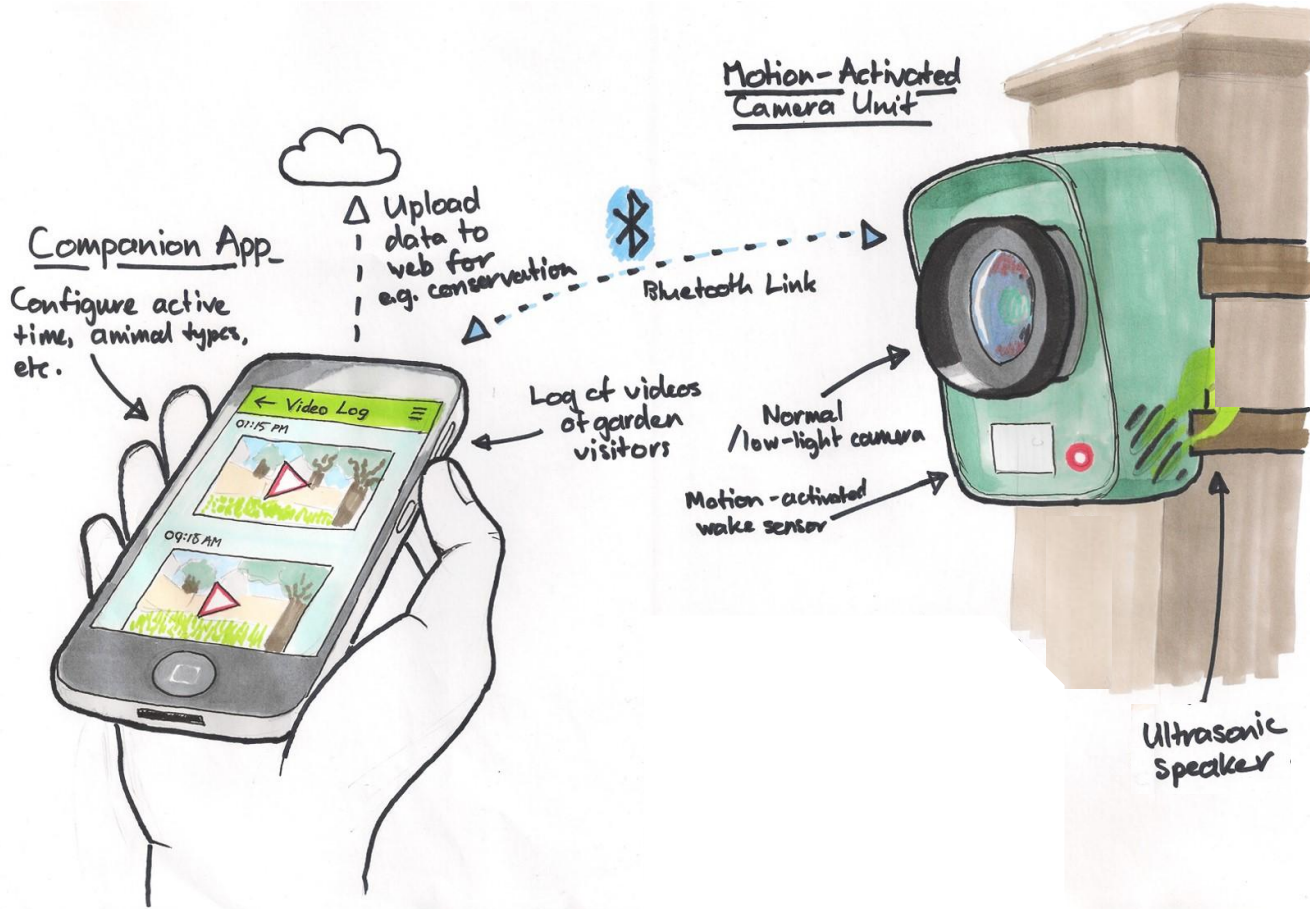 Motion-Activated
Camera Unit
Upload
data to
web for
e.g. conservation
Companion App
Configure active
time, animal types,
etc.
Bluetooth Link
← Video Log
01:15 PM
09:15 AM
Log of videos
of garden
visitors
Normal
/low-light camera
Motion-activated
wake sensor
Ultrasonic
Speaker